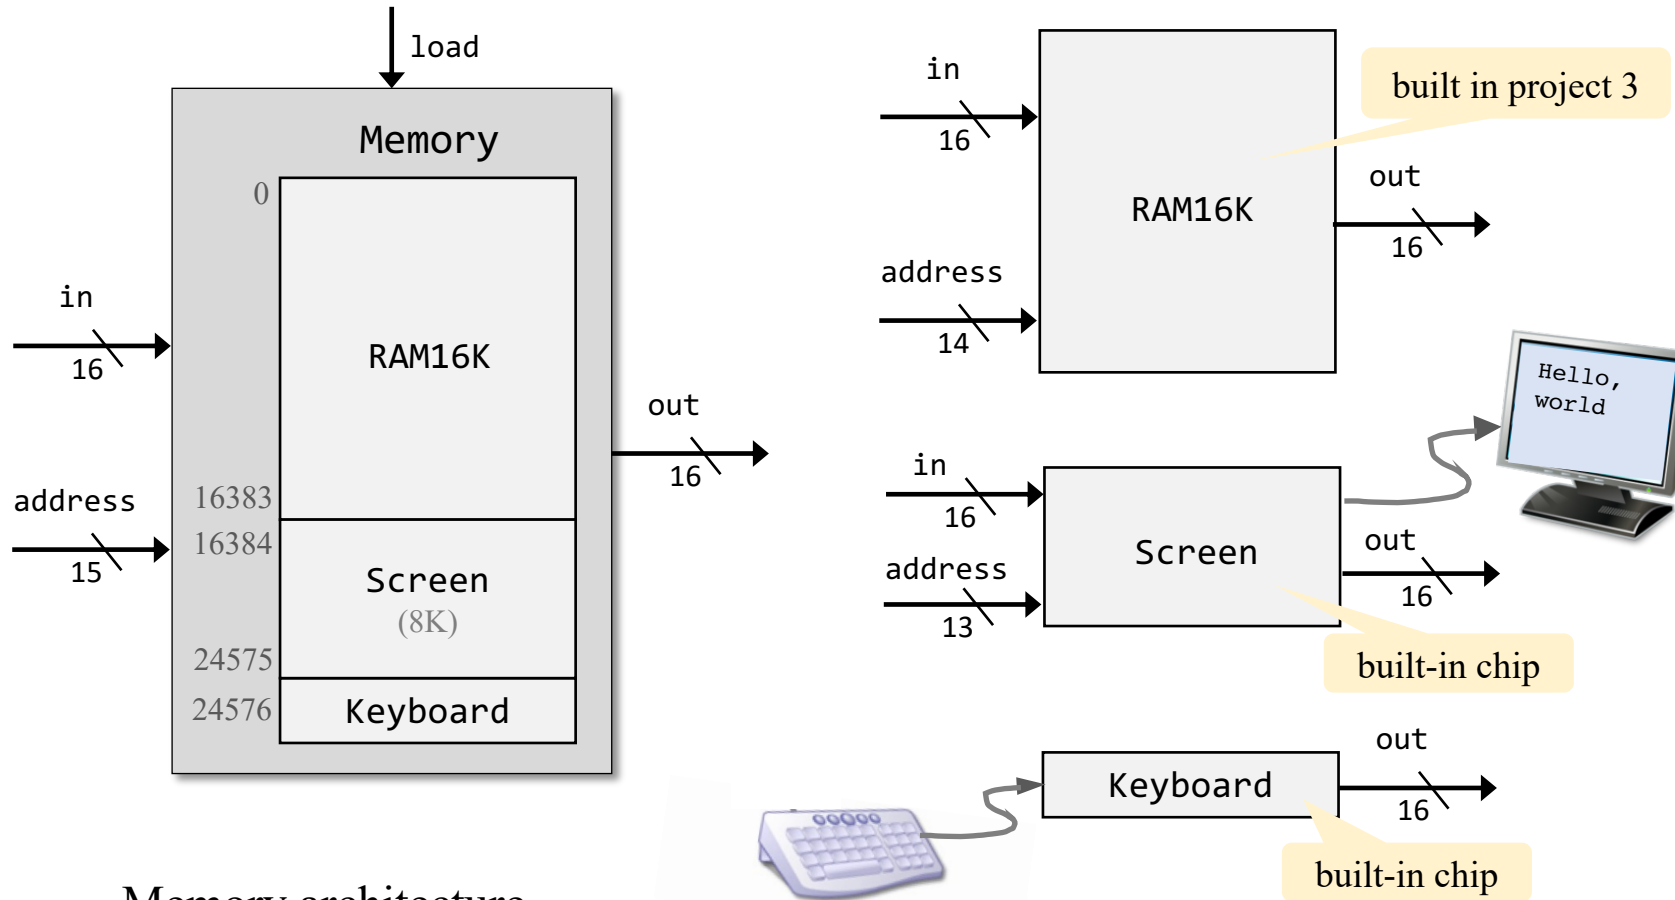 load
Memory
0
in
16
RAM16K
out
16
address
15
16383
16384
Screen
(8K)
24575
24576
Keyboard
in
16
address
14
RAM16K
out
16
built in project 3
in
16
address
13
Screen
out
16
Hello,
world
built-in chip
Keyboard
out
16
built-in chip
Memory architecture